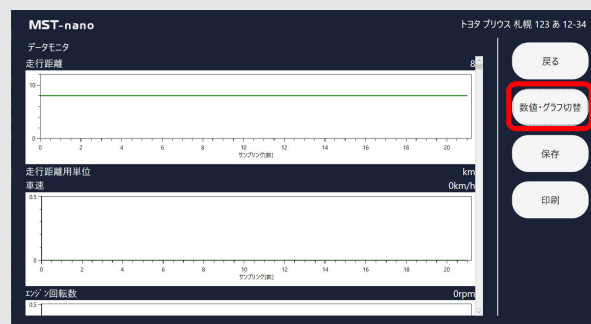 MST-nano
トヨタ プリウス 札幌 123 あ 12-34
データモニタ
走行距離 8
10
0
0 2 4 6 8 10 12 14 16 18 20
サンプリング[数]
走行距離用単位 km
車速 0km/h
0.5
0
0 2 4 6 8 10 12 14 16 18 20
サンプリング[数]
エンジン回転数 0rpm
0.5
戻る
数値・グラフ切替
保存
印刷